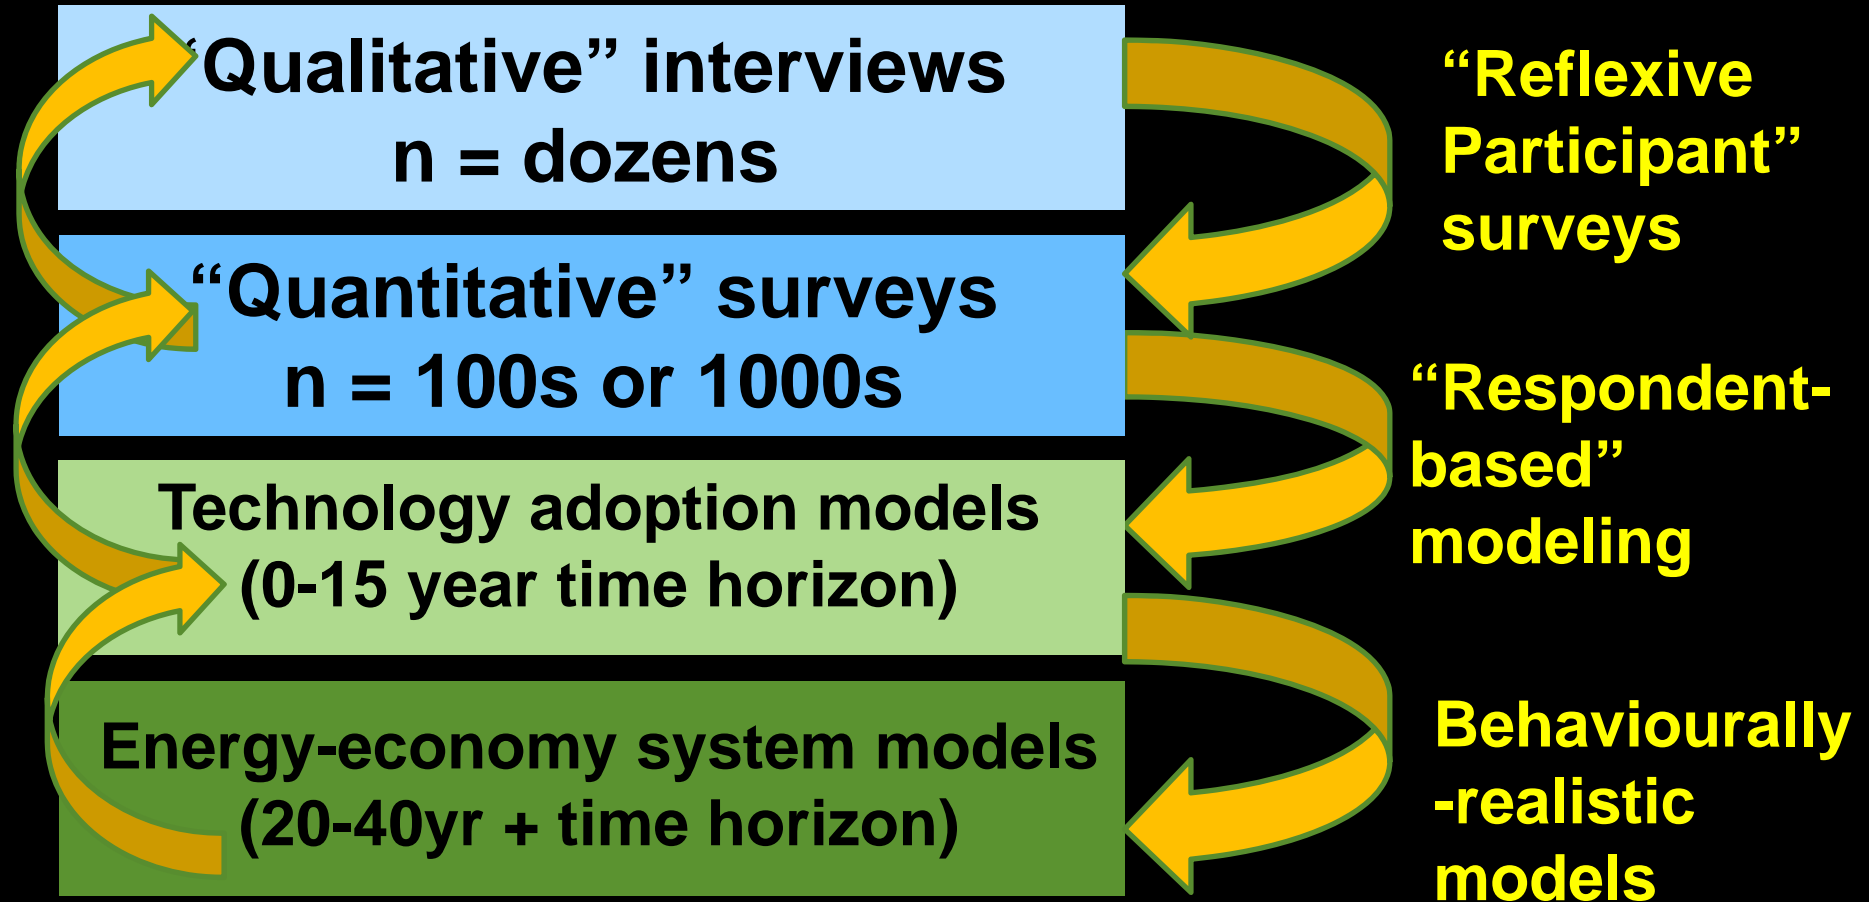 “Qualitative” interviews
n = dozens
“Reflexive
Participant”
surveys
“Quantitative” surveys
n = 100s or 1000s
“Respondent-
based”
modeling
Technology adoption models
(0-15 year time horizon)
Energy-economy system models
(20-40yr + time horizon)
Behaviourally
-realistic
models